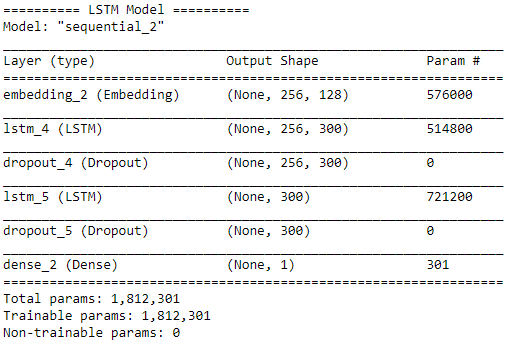 ========== LSTM Model ==========
Model: "sequential_2"
_________________________________________________________________
Layer (type)                 Output Shape              Param #
=================================================================
embedding_2 (Embedding)      (None, 256, 128)          576000
_________________________________________________________________
lstm_4 (LSTM)                (None, 256, 300)          514800
_________________________________________________________________
dropout_4 (Dropout)          (None, 256, 300)          0
_________________________________________________________________
lstm_5 (LSTM)                (None, 300)               721200
_________________________________________________________________
dropout_5 (Dropout)          (None, 300)               0
_________________________________________________________________
dense_2 (Dense)              (None, 1)                 301
=================================================================
Total params: 1,812,301
Trainable params: 1,812,301
Non-trainable params: 0